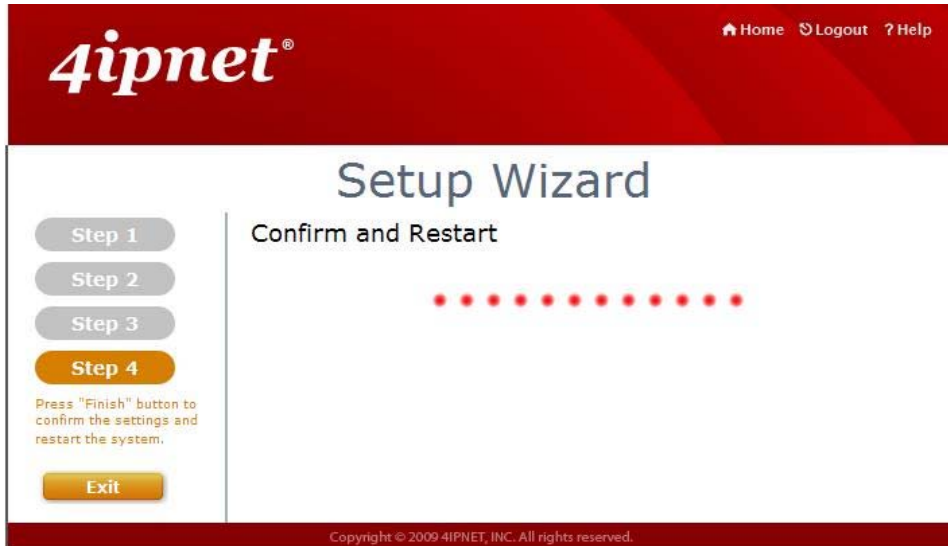 4ipnet®
Home Logout ? Help
Setup Wizard
Step 1
Step 2
Step 3
Step 4
Press "Finish" button to
confirm the settings and
restart the system.
Exit
Confirm and Restart
Copyright © 2009 4IPNET, INC. All rights reserved.